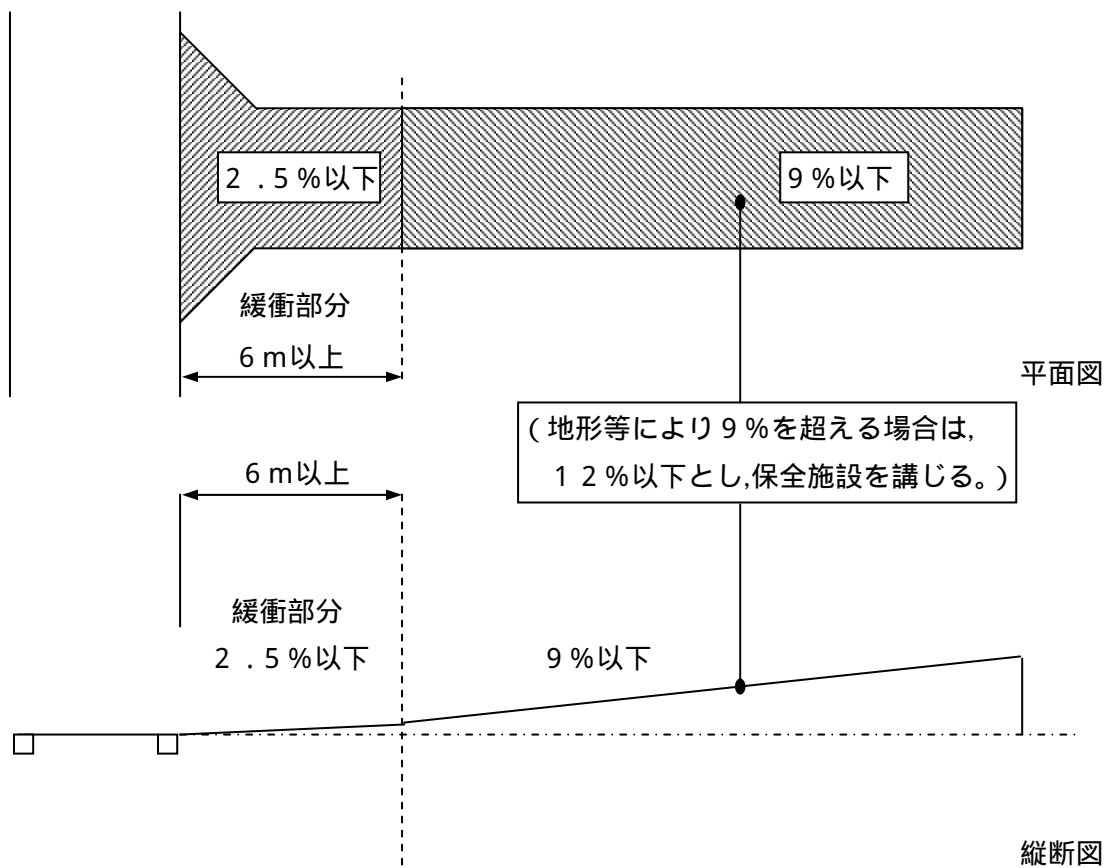 2.5%以下
9%以下
緩衝部分
6m以上
平面図
(地形等により9%を超える場合は,
12%以下とし,保全施設を講じる。)
6m以上
緩衝部分
2.5%以下
9%以下
縦断図